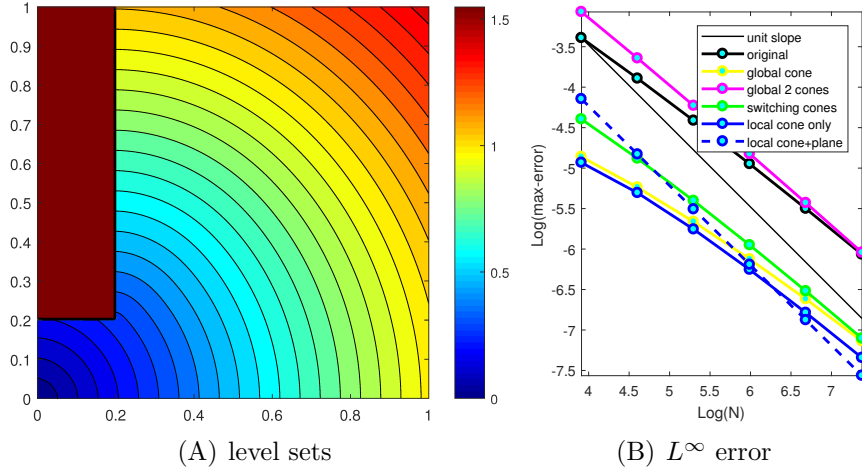 1
0.9
0.8
0.7
0.6
0.5
0.4
0.3
0.2
0.1
0
0 0.2 0.4 0.6 0.8 1
1.5
1
0.5
0
(A) level sets
Log(max-error)
-3.5
-4
-4.5
-5
-5.5
-6
-6.5
-7
-7.5
4 4.5 5 5.5 6 6.5 7
Log(N)
unit slope
original
global cone
global 2 cones
switching cones
local cone only
local cone+plane
(B) L∞ error